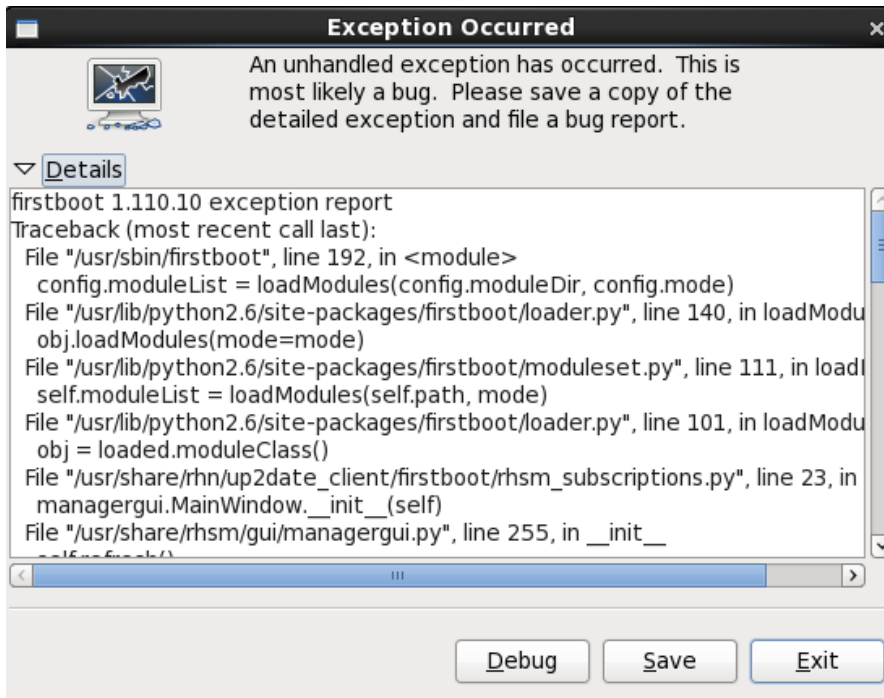 Exception Occurred
An unhandled exception has occurred.  This is
most likely a bug.  Please save a copy of the
detailed exception and file a bug report.
Details
firstboot 1.110.10 exception report
Traceback (most recent call last):
File "/usr/sbin/firstboot", line 192, in <module>
config.moduleList = loadModules(config.moduleDir, config.mode)
File "/usr/lib/python2.6/site-packages/firstboot/loader.py", line 140, in loadModu
obj.loadModules(mode=mode)
File "/usr/lib/python2.6/site-packages/firstboot/moduleset.py", line 111, in
self.moduleList = loadModules(self.path, mode)
File "/usr/lib/python2.6/site-packages/firstboot/loader.py", line 101, in loadModu
obj = loaded.moduleClass()
File "/usr/share/rhn/up2date_client/firstboot/rhsm_subscriptions.py", line 23, in
managergui.MainWindow.__init__(self)
File "/usr/share/rhsm/gui/managergui.py", line 255, in __init__
Debug
Save
Exit